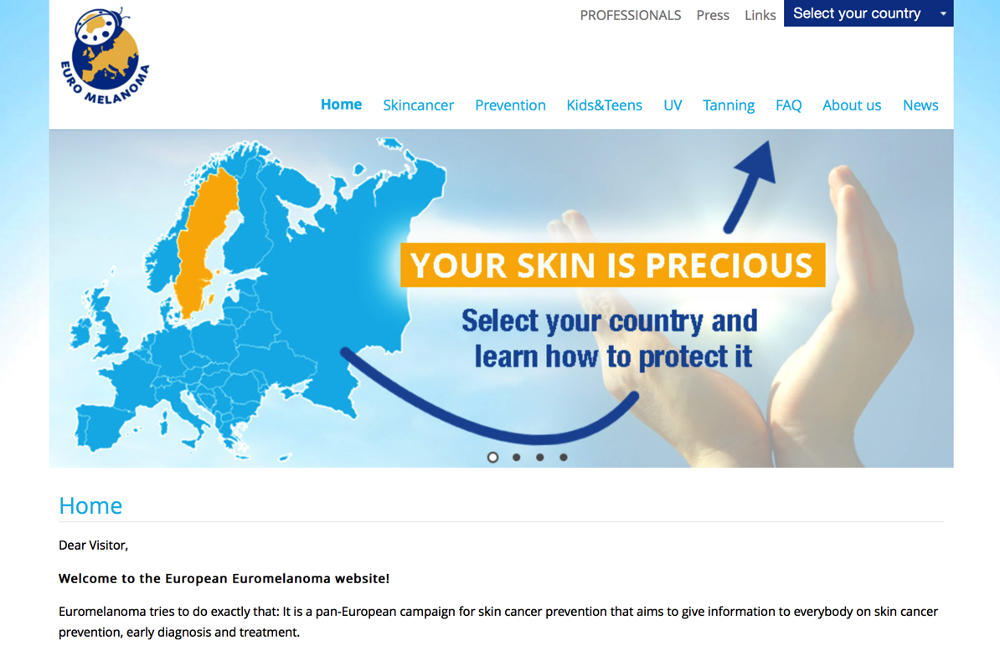 EURO MELANOMA
PROFESSIONALS Press Links Select your country
Home Skincancer Prevention Kids&Teens UV Tanning FAQ About us News
YOUR SKIN IS PRECIOUS
Select your country and
learn how to protect it
Home
Dear Visitor,
Welcome to the European Euromelanoma website!
Euromelanoma tries to do exactly that: It is a pan-European campaign for skin cancer prevention that aims to give information to everybody on skin cancer
prevention, early diagnosis and treatment.